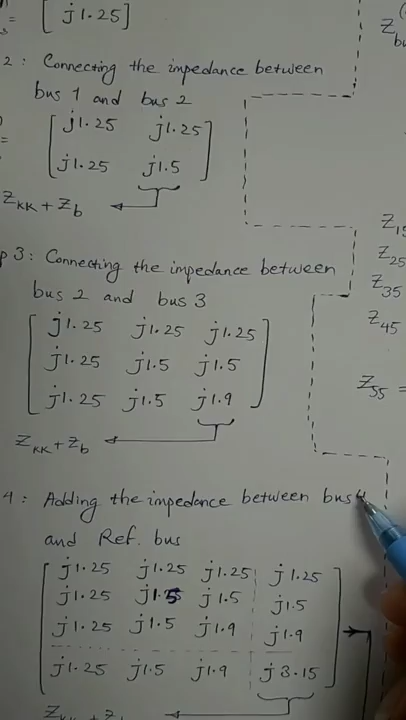 [ j1.25 ]
2: Connecting the impedance between
bus 1 and bus 2
j1.25 j1.25
j1.25 j1.5
ZKK + Zb
p 3: Connecting the impedance between
bus 2 and bus 3
j1.25 j1.25 j1.25
j1.25 j1.5 j1.5
j1.25 j1.5 j1.9
ZKK + Zb
4: Adding the impedance between bus 4
and Ref. bus
j1.25 j1.25 j1.25 j1.25
j1.25 j1.5 j1.5 j1.5
j1.25 j1.5 j1.9 j1.9
j1.25 j1.5 j1.9 j3.15
Z25
Z35
Z45
Z55 =